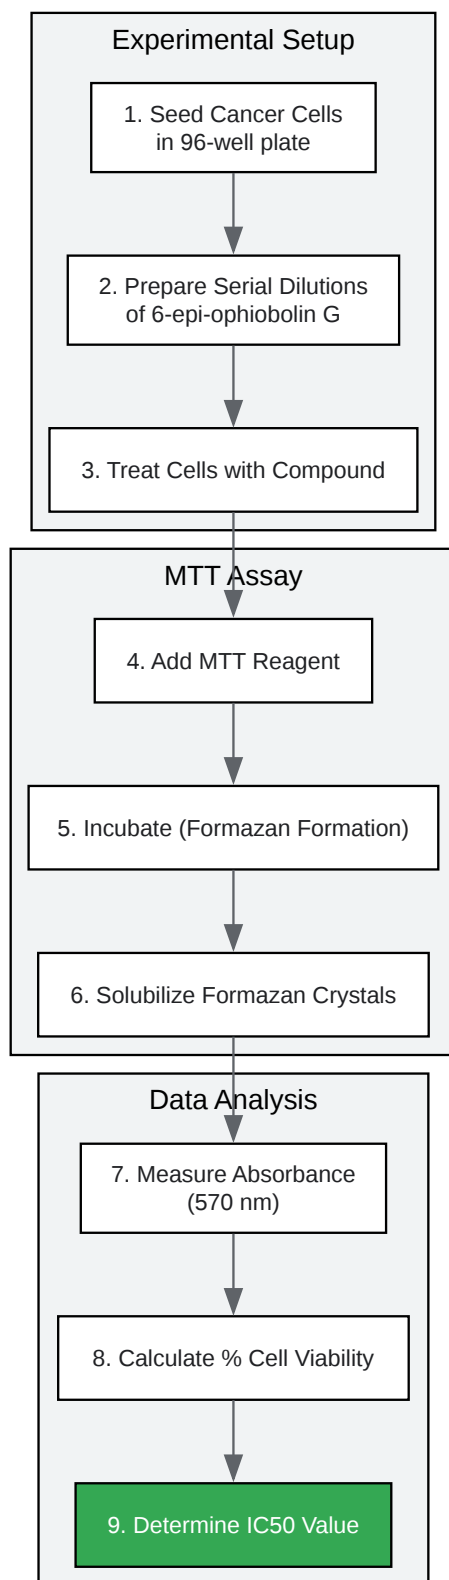 Experimental Setup
1. Seed Cancer Cells
in 96-well plate
2. Prepare Serial Dilutions
of 6-epi-ophiobolin G
3. Treat Cells with Compound
MTT Assay
4. Add MTT Reagent
5. Incubate (Formazan Formation)
6. Solubilize Formazan Crystals
Data Analysis
7. Measure Absorbance
(570 nm)
8. Calculate % Cell Viability
9. Determine IC50 Value